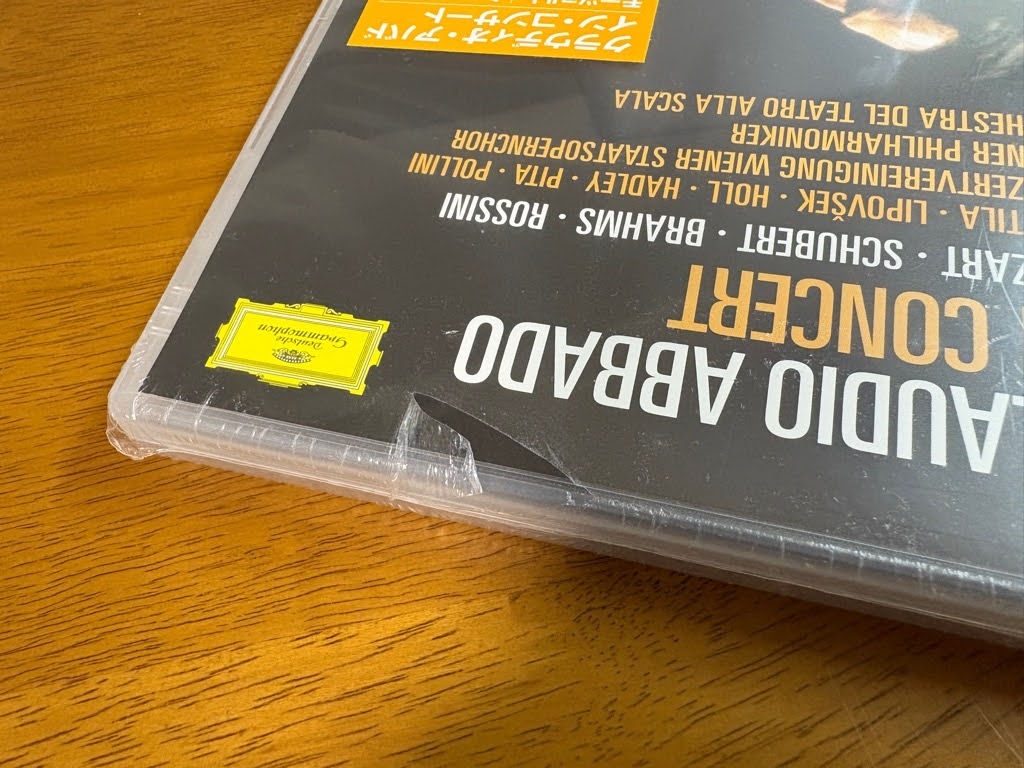 Deutsche
Grammophon
LAUDIO ABBADO
CONCERT
ZART · SCHUBERT · BRAHMS · ROSSINI
TILA · LIPOVŠEK · HOLL · HADLEY · PITA · POLLINI
ZERTVEREINIGUNG WIENER STAATSOPERNCHOR
NER PHILHARMONIKER
HESTRA DEL TEATRO ALLA SCALA
クラウディオ・アバド
イン・コンサート